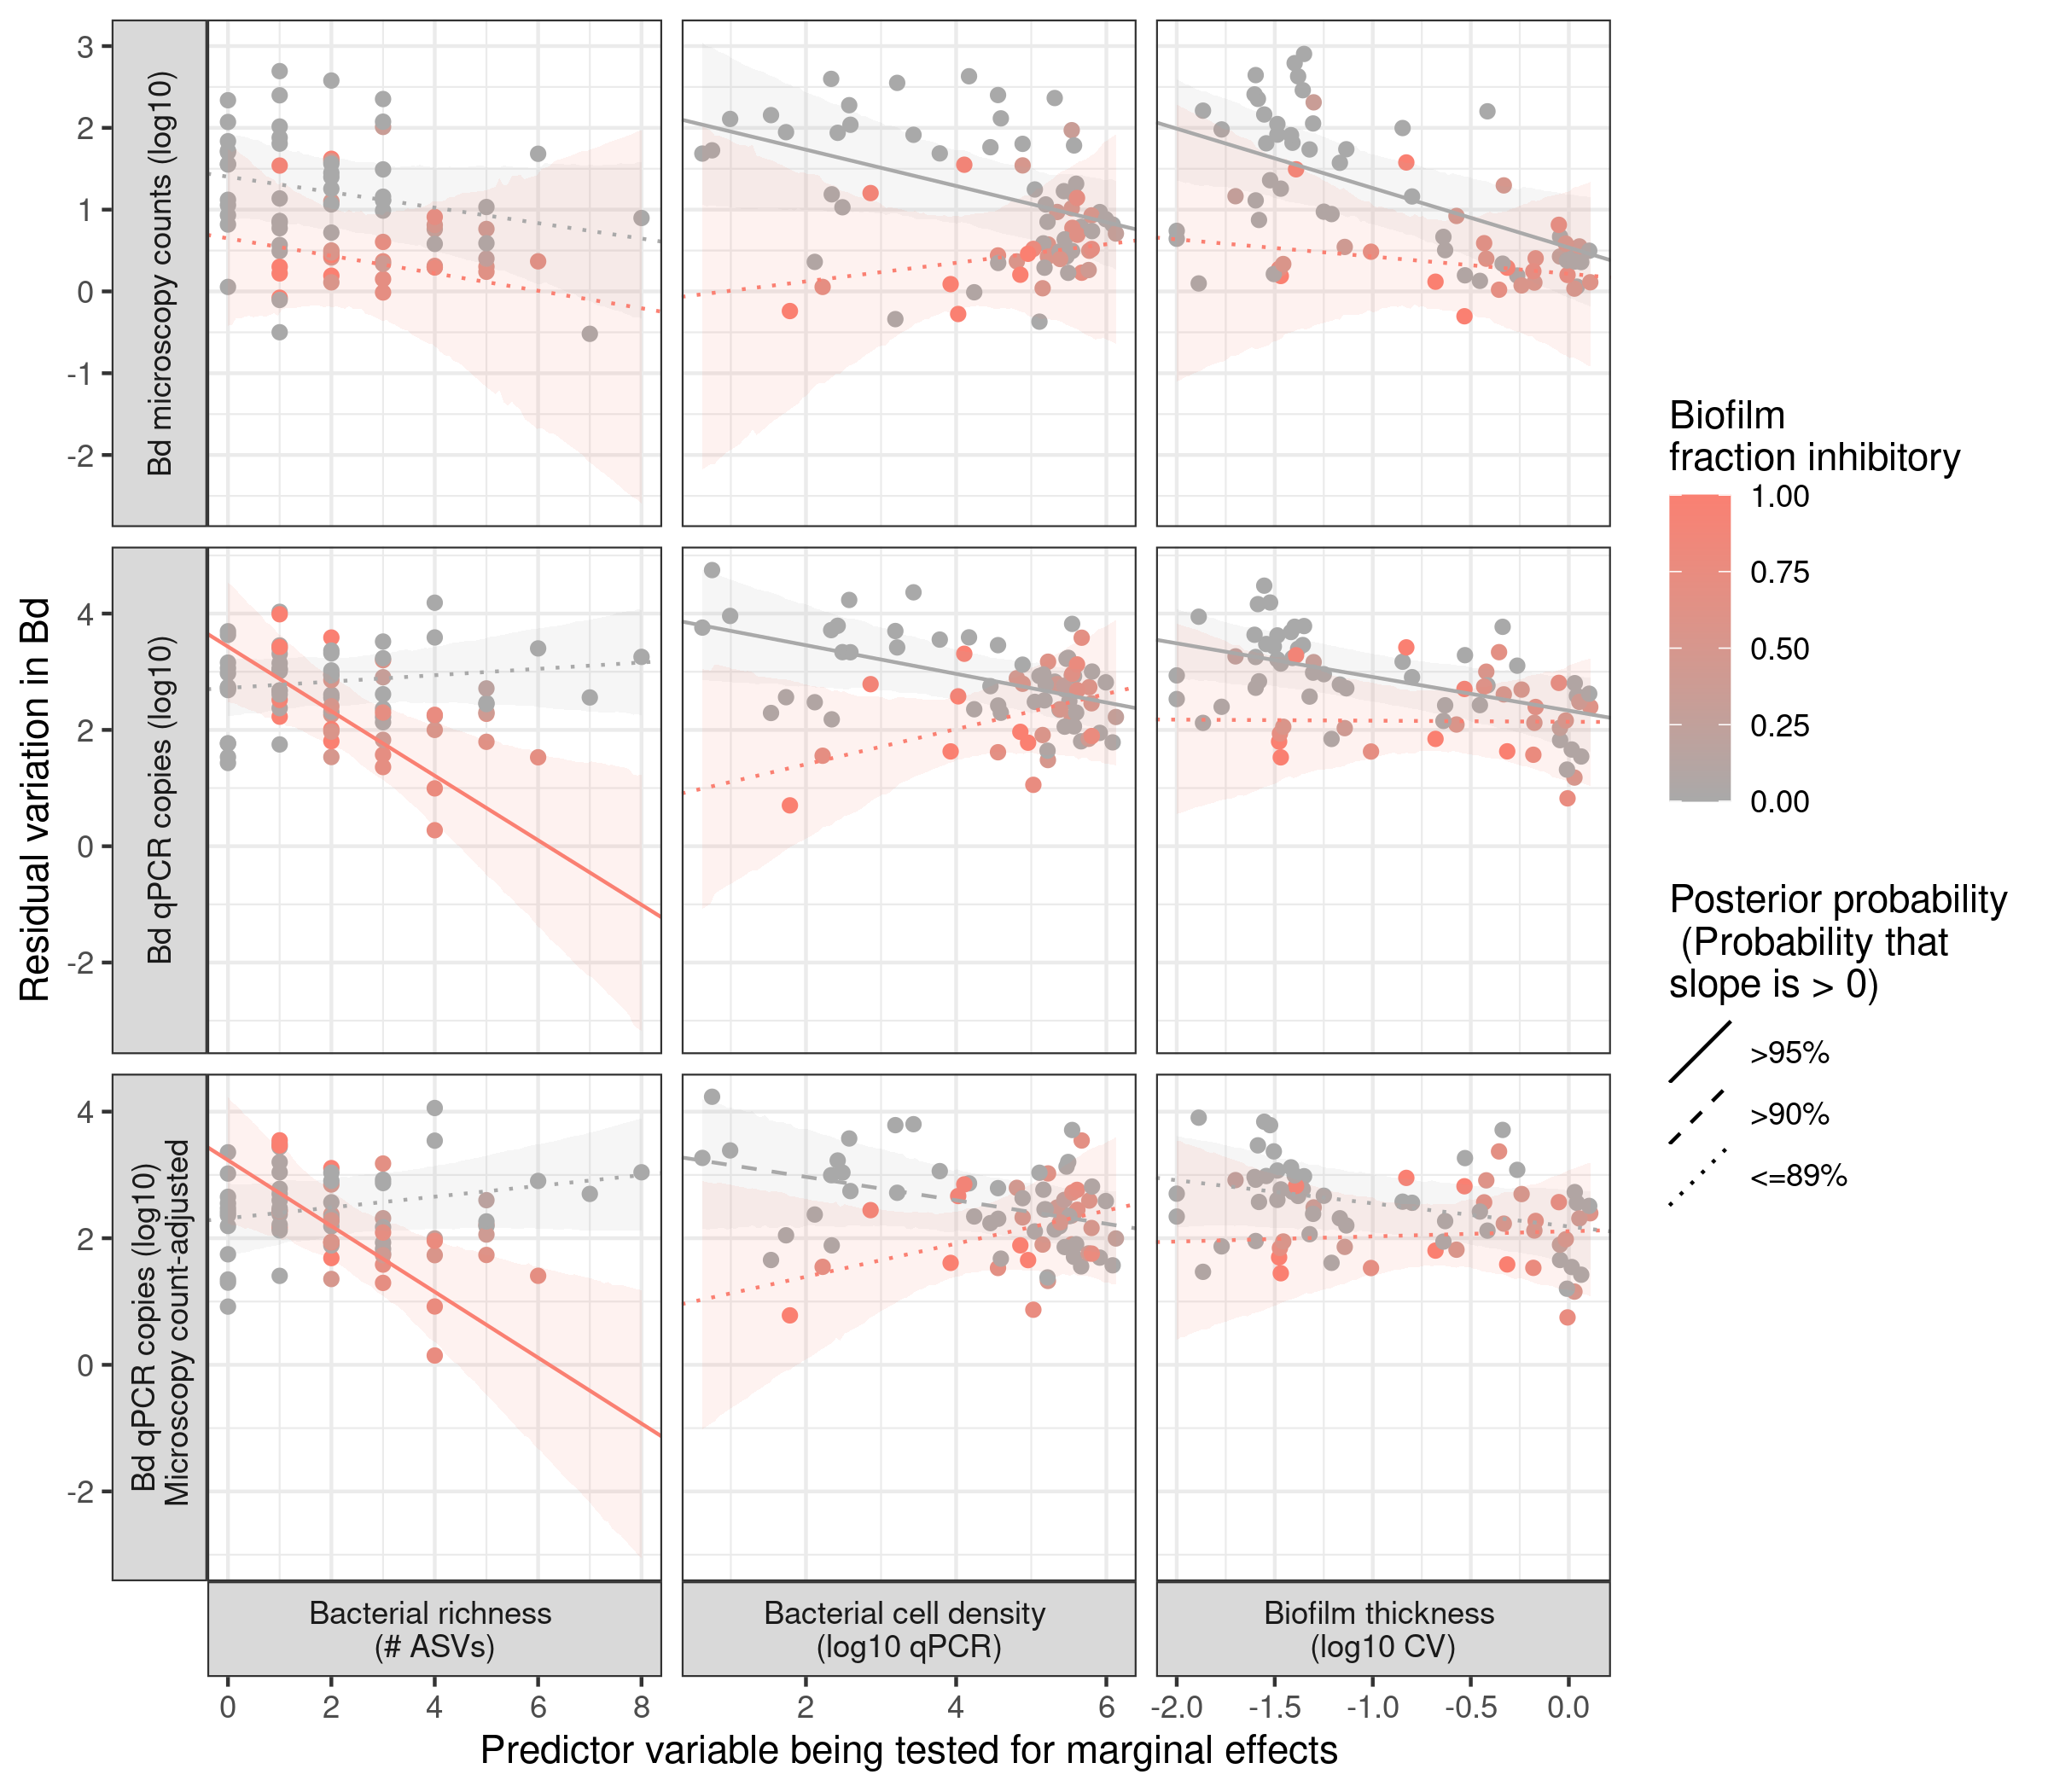 Residual variation in Bd
Bd microscopy counts (log10)
3
2
1
0
-1
-2
Bd qPCR copies (log10)
4
2
0
-2
Bd qPCR copies (log10)
Microscopy count-adjusted
4
2
0
-2
Bacterial richness
(# ASVs)
Bacterial cell density
(log10 qPCR)
Biofilm thickness
(log10 CV)
0 2 4 6 8
2 4 6
-2.0 -1.5 -1.0 -0.5 0.0
Predictor variable being tested for marginal effects
Biofilm
fraction inhibitory
1.00
0.75
0.50
0.25
0.00
Posterior probability
(Probability that
slope is > 0)
>95%
>90%
<=89%